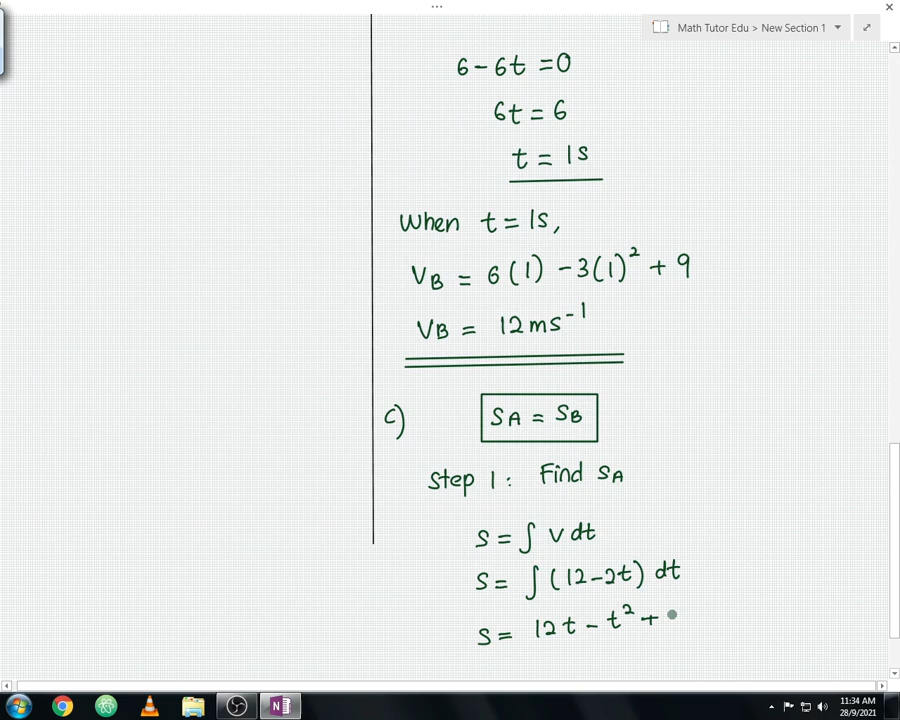 Math Tutor Edu > New Section 1
6 - 6t = 0
6t = 6
t = 1s
When t = 1s,
VB = 6(1) - 3(1)² + 9
VB = 12ms⁻¹
c) SA = SB
Step 1: Find SA
S = ∫ v dt
S = ∫ (12 - 2t) dt
S = 12t - t² +
11:34 AM
28/9/2021